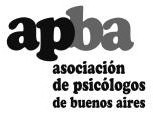 apba
asociación
de psicólogos
de buenos aires